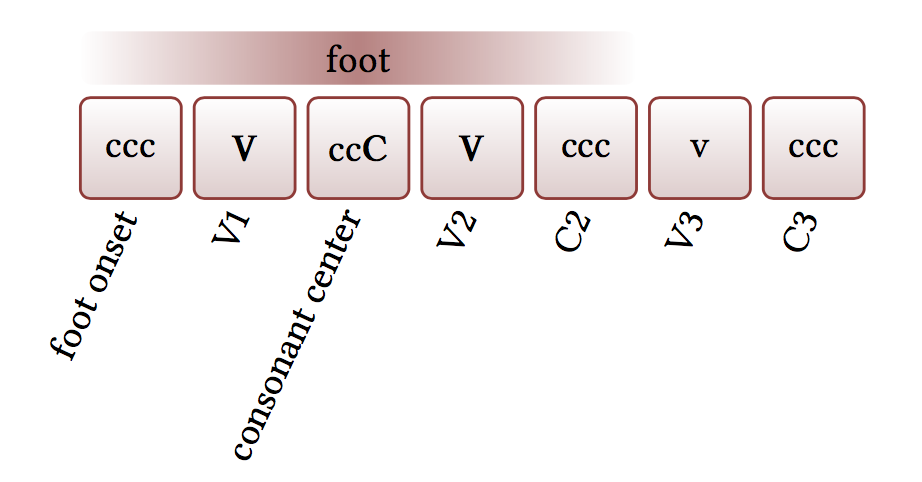 foot
ccc V ccC V ccc v ccc
foot onset V1 consonant center V2 C2 V3 C3